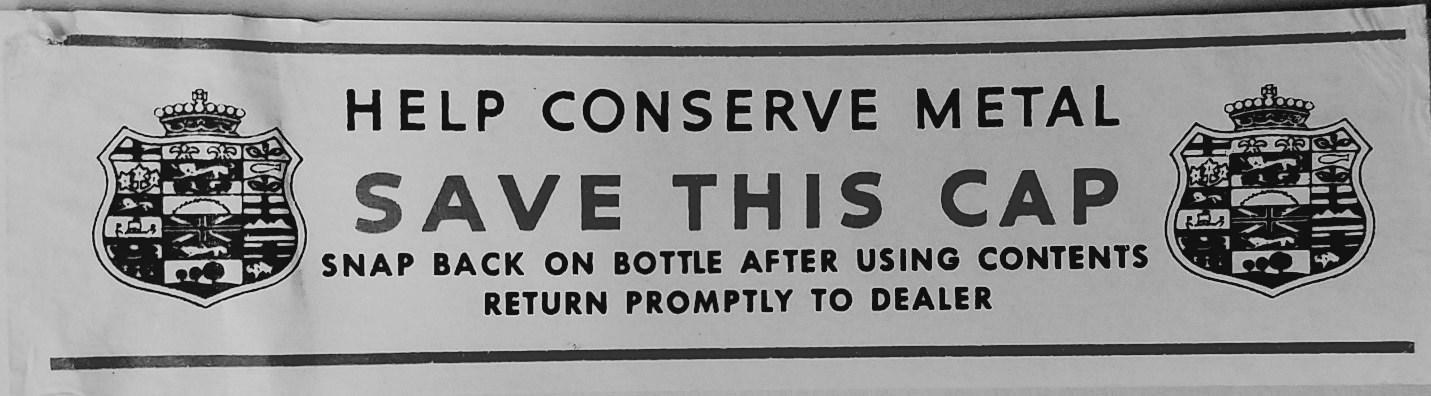 HELP CONSERVE METAL
SAVE THIS CAP
SNAP BACK ON BOTTLE AFTER USING CONTENTS
RETURN PROMPTLY TO DEALER